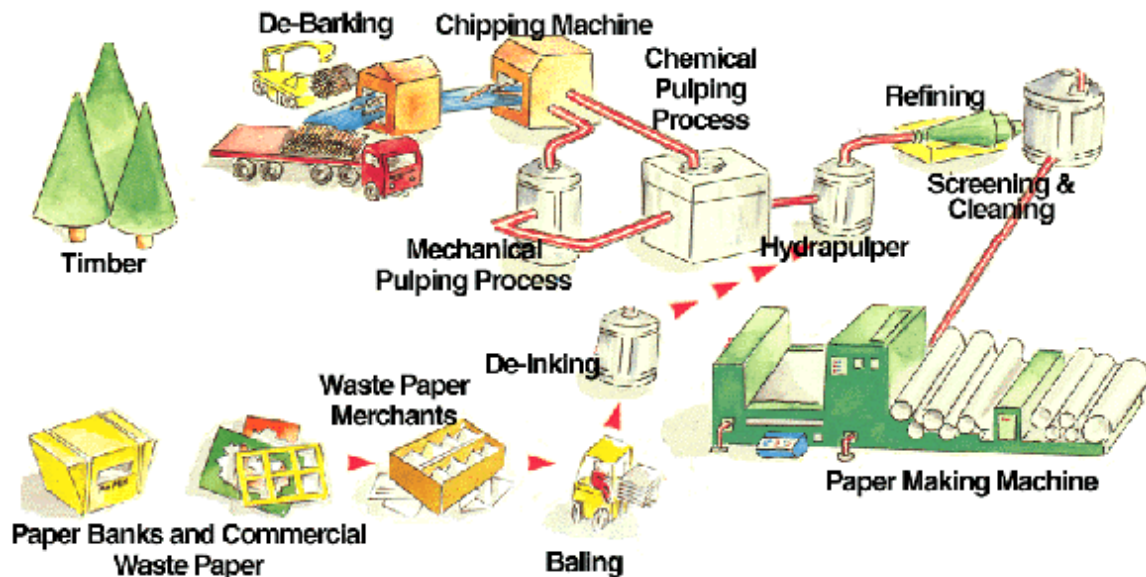 De-Barking
Chipping Machine
Chemical
Pulping
Process
Refining
Screening &
Cleaning
Timber
Mechanical
Pulping Process
Hydrapulper
De-Inking
Waste Paper
Merchants
Paper Making Machine
PAPER
Paper Banks and Commercial
Waste Paper
Baling